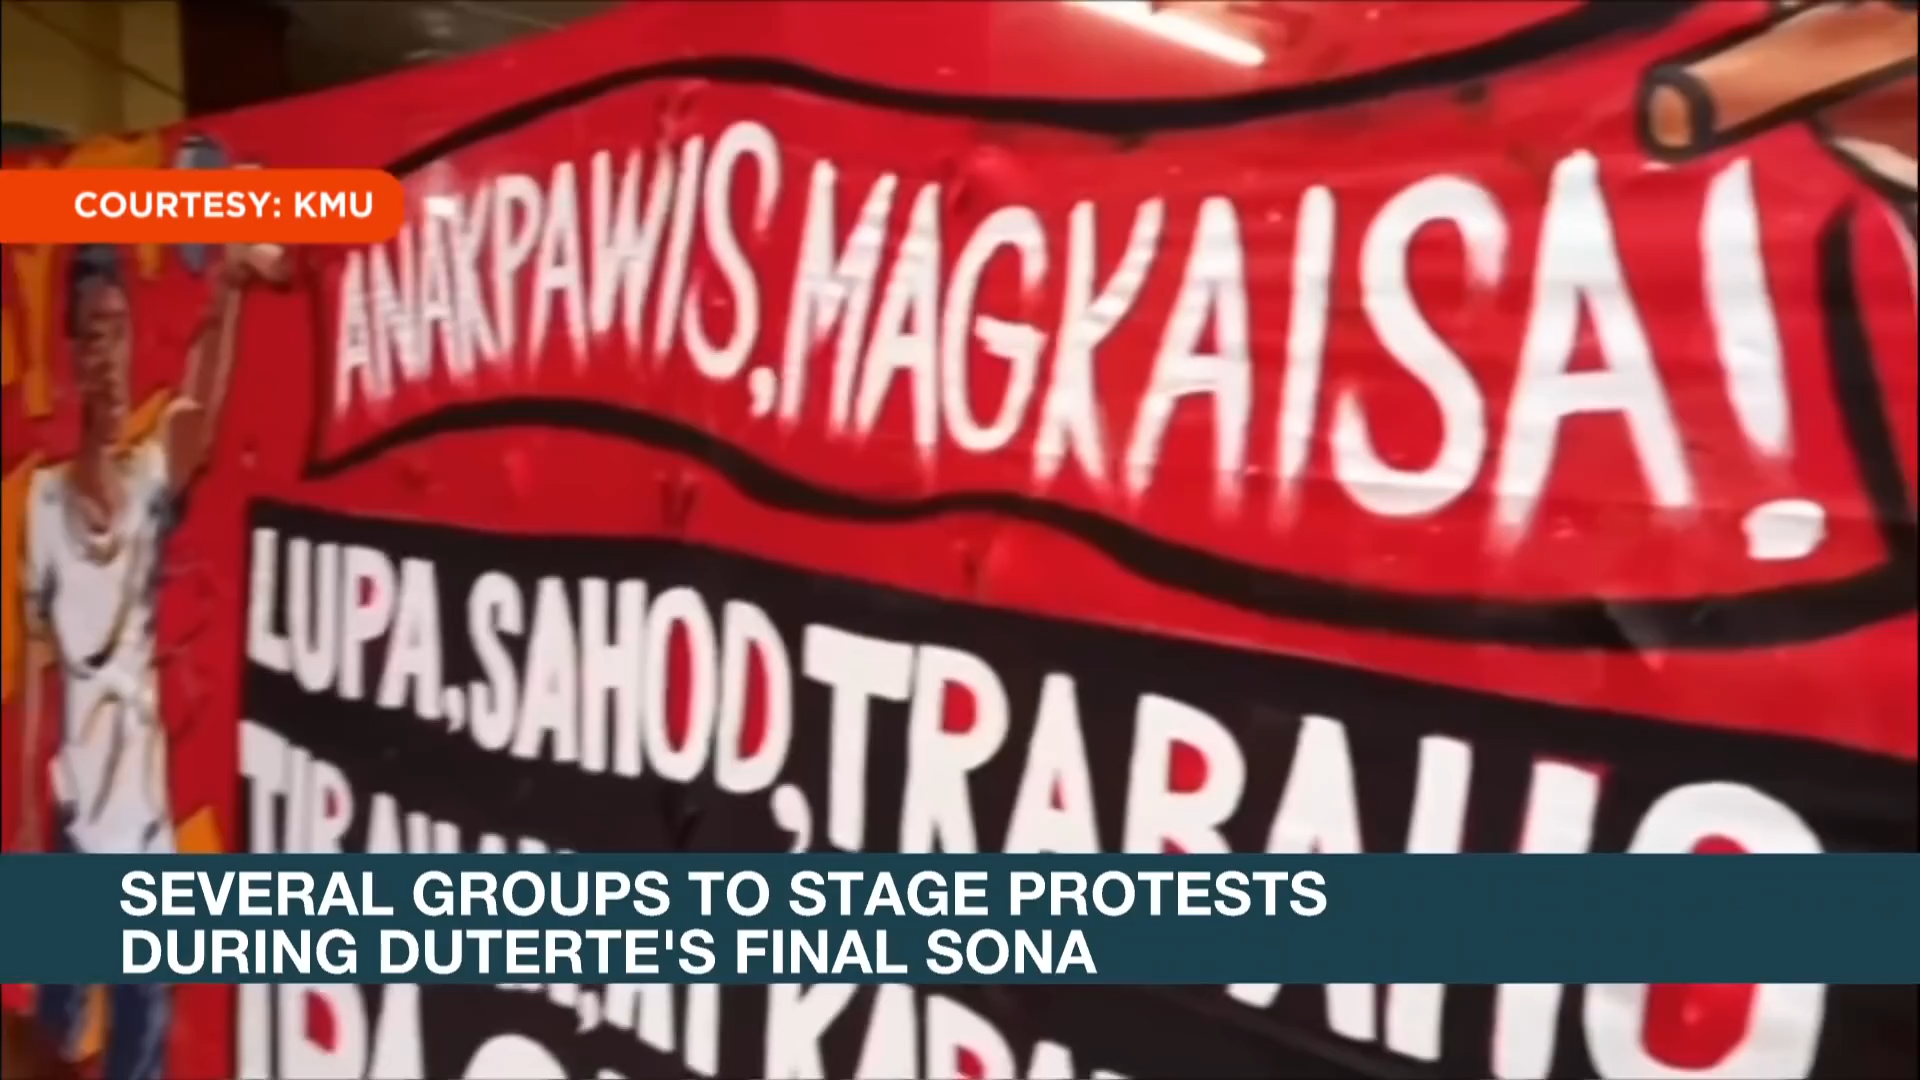 COURTESY: KMU
ANAKPAWIS, MAGKAISA!
LUPA, SAHOD, TRABAHO
SEVERAL GROUPS TO STAGE PROTESTS
DURING DUTERTE'S FINAL SONA